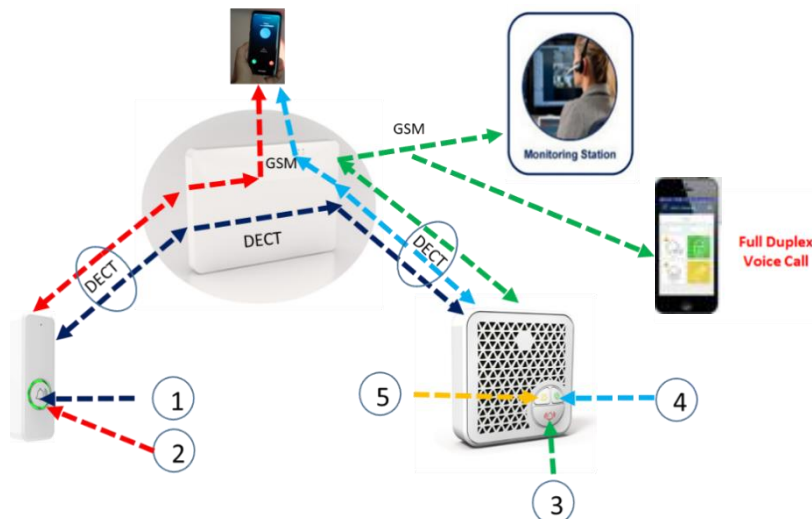 GSM
Monitoring Station
GSM
DECT
DECT
DECT
Full Duplex
Voice Call
1
2
5
4
3